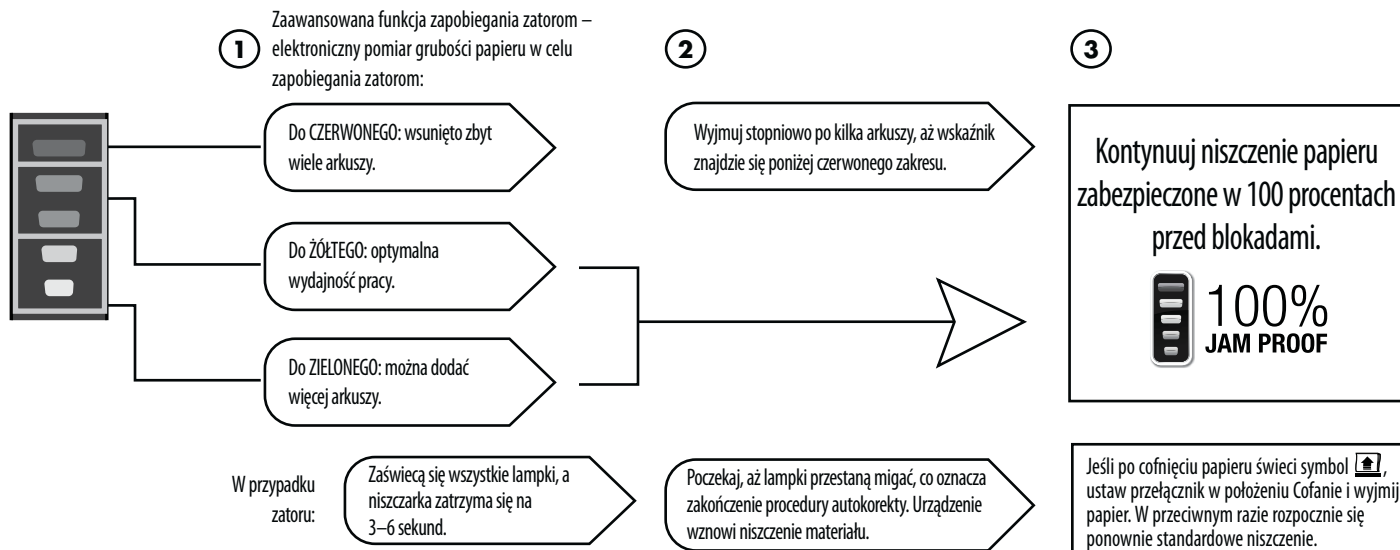 1
Zaawansowana funkcja zapobiegania zatorom –
elektroniczny pomiar grubości papieru w celu
zapobiegania zatorom:
Do CZERWONEGO: wsunięto zbyt
wiele arkuszy.
Do ŻÓŁTEGO: optymalna
wydajność pracy.
Do ZIELONEGO: można dodać
więcej arkuszy.
2
Wyjmuj stopniowo po kilka arkuszy, aż wskaźnik
znajdzie się poniżej czerwonego zakresu.
3
Kontynuuj niszczenie papieru
zabezpieczone w 100 procentach
przed blokadami.
100%
JAM PROOF
W przypadku
zatoru:
Zaświecą się wszystkie lampki, a
niszczarka zatrzyma się na
3–6 sekund.
Poczekaj, aż lampki przestaną migać, co oznacza
zakończenie procedury autokorekty. Urządzenie
wznowi niszczenie materiału.
Jeśli po cofnięciu papieru świeci symbol ,
ustaw przełącznik w położeniu Cofanie i wyjmij
papier. W przeciwnym razie rozpocznie się
ponownie standardowe niszczenie.